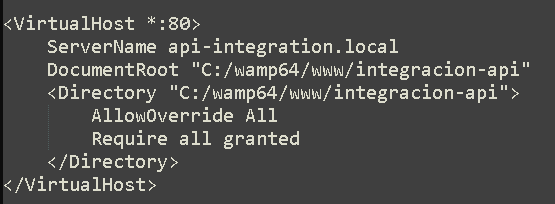 <VirtualHost *:80>
    ServerName api-integration.local
    DocumentRoot "C:/wamp64/www/integracion-api"
    <Directory "C:/wamp64/www/integracion-api">
        AllowOverride All
        Require all granted
    </Directory>
</VirtualHost>